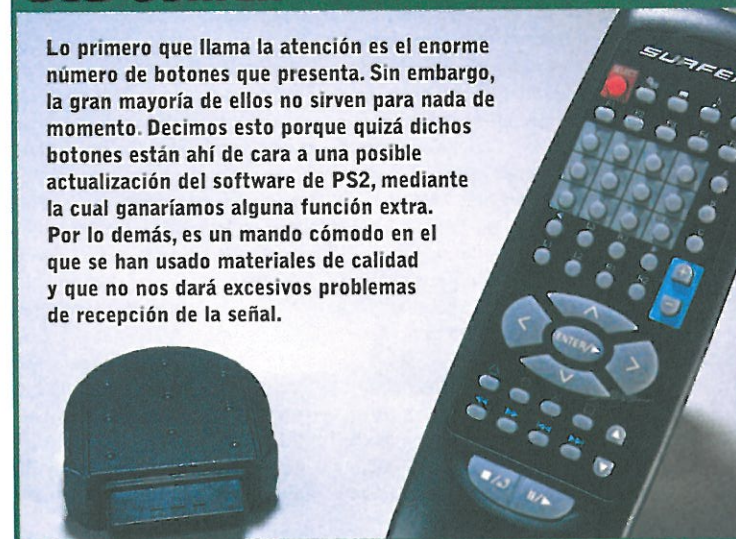 Lo primero que llama la atención es el enorme
número de botones que presenta. Sin embargo,
la gran mayoría de ellos no sirven para nada de
momento. Decimos esto porque quizá dichos
botones están ahí de cara a una posible
actualización del software de PS2, mediante
la cual ganaríamos alguna función extra.
Por lo demás, es un mando cómodo en el
que se han usado materiales de calidad
y que no nos dará excesivos problemas
de recepción de la señal.
ENTER/▶